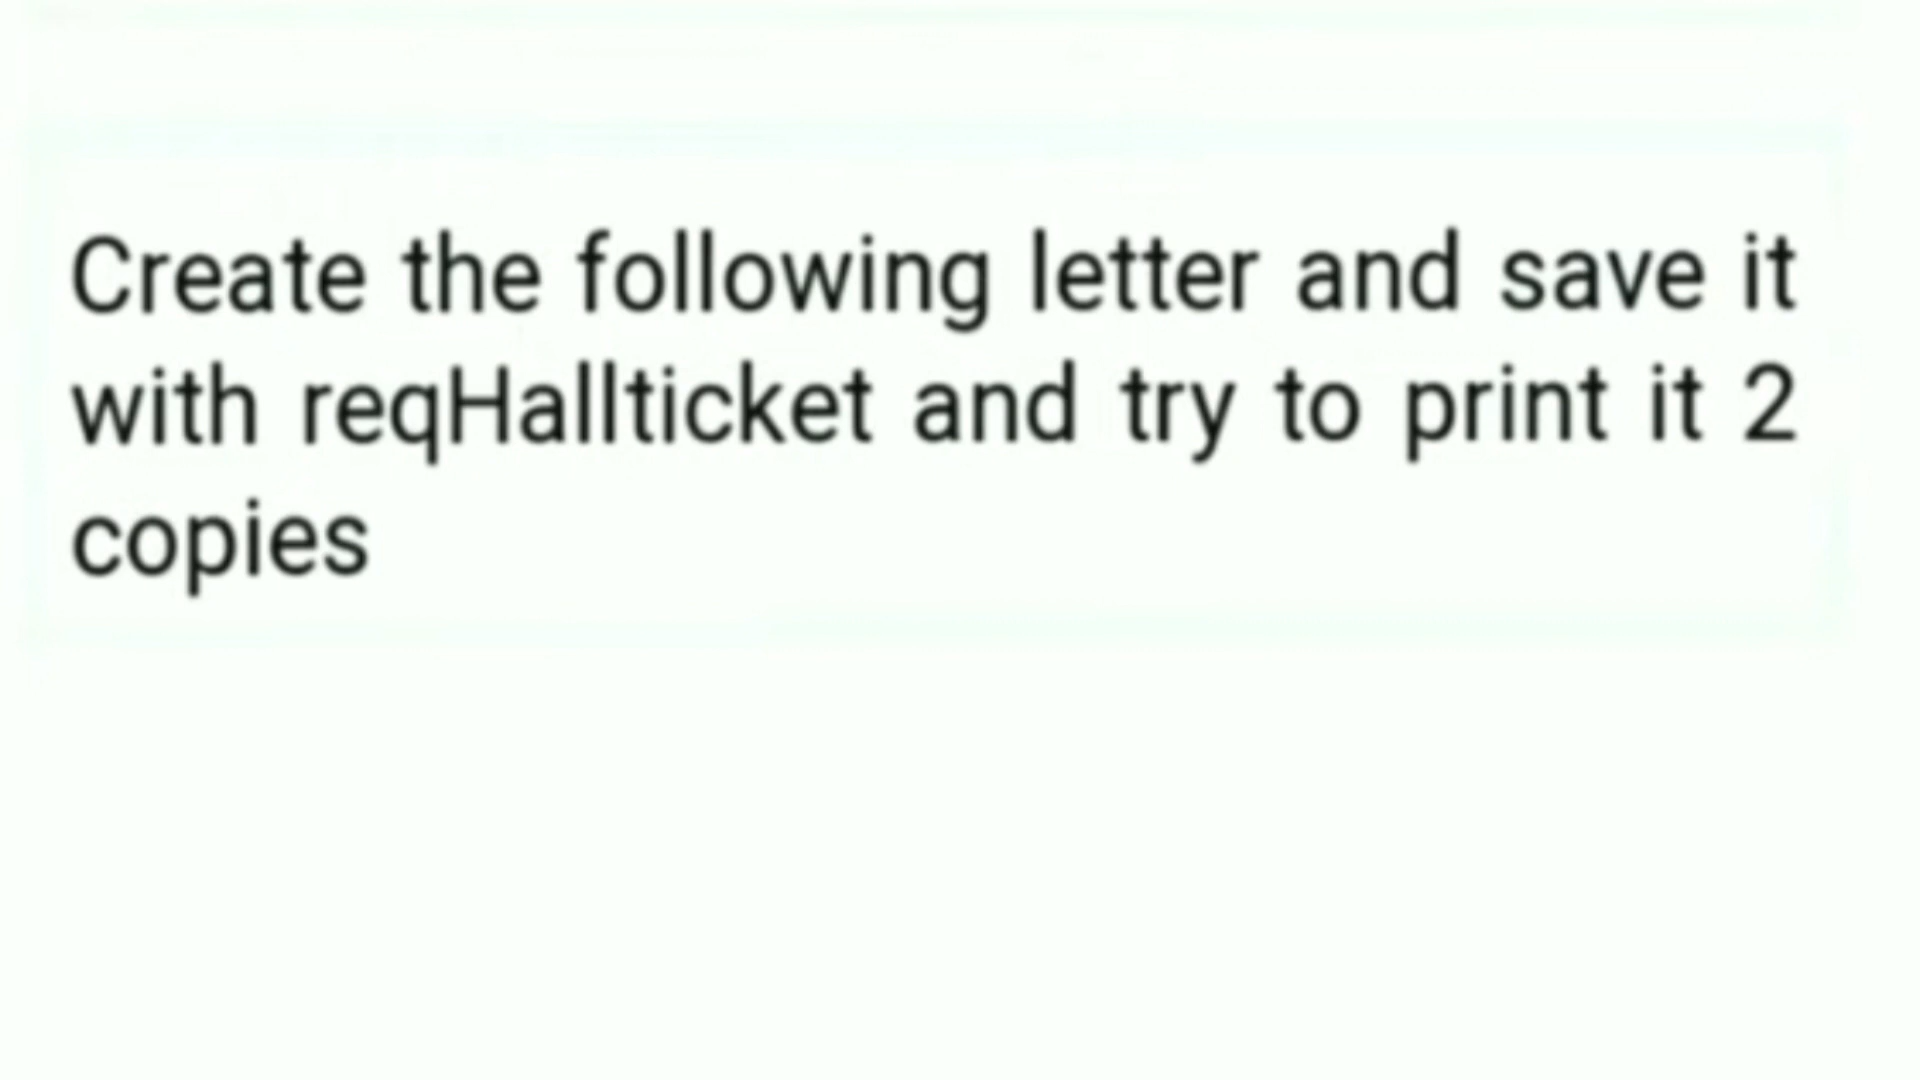 Create the following letter and save it
with reqHallticket and try to print it 2
copies